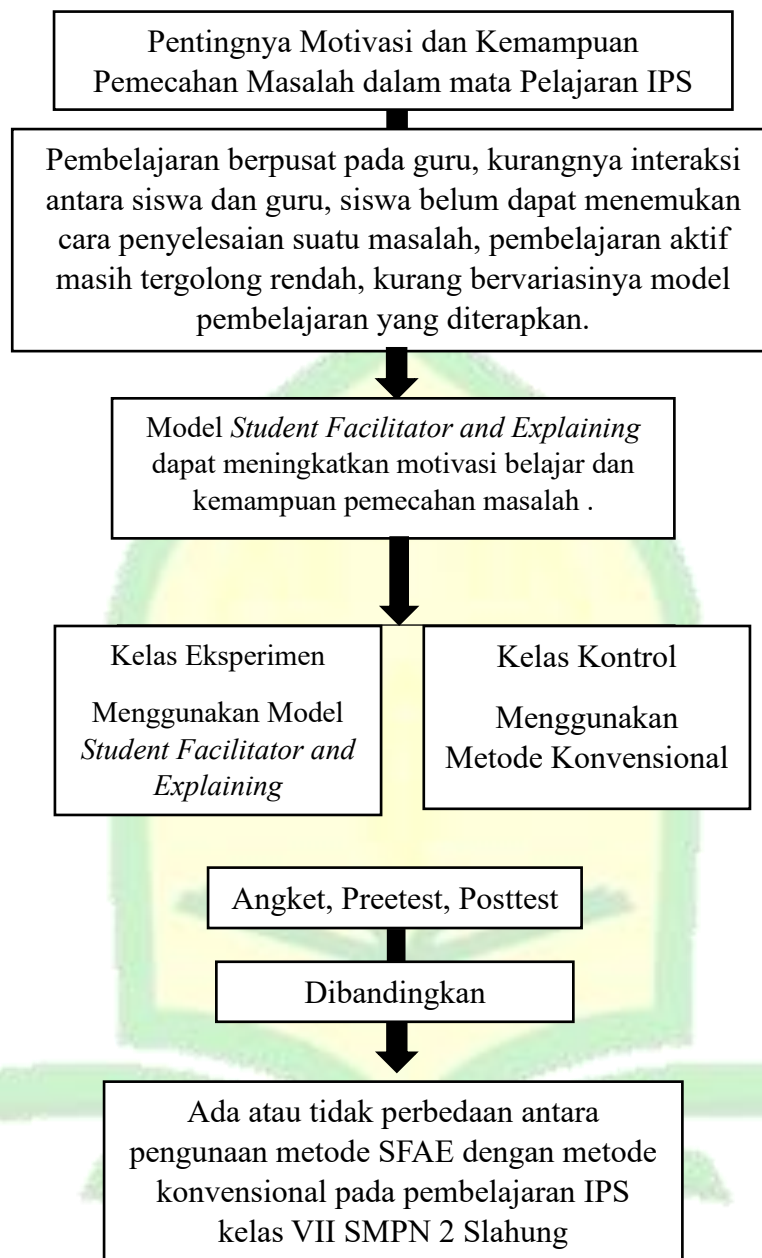 Pentingnya Motivasi dan Kemampuan
Pemecahan Masalah dalam mata Pelajaran IPS
Pembelajaran berpusat pada guru, kurangnya interaksi
antara siswa dan guru, siswa belum dapat menemukan
cara penyelesaian suatu masalah, pembelajaran aktif
masih tergolong rendah, kurang bervariasinya model
pembelajaran yang diterapkan.
Model Student Facilitator and Explaining
dapat meningkatkan motivasi belajar dan
kemampuan pemecahan masalah .
Kelas Eksperimen
Menggunakan Model
Student Facilitator and
Explaining
Kelas Kontrol
Menggunakan
Metode Konvensional
Angket, Preetest, Posttest
Dibandingkan
Ada atau tidak perbedaan antara
pengunaan metode SFAE dengan metode
konvensional pada pembelajaran IPS
kelas VII SMPN 2 Slahung